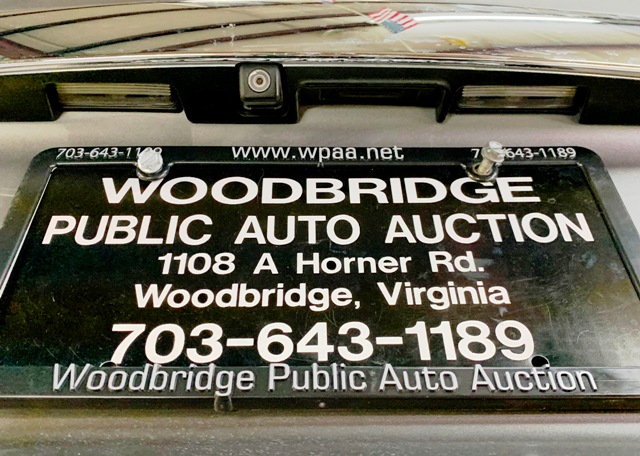 703-643-1189 www.wpaa.net 703-643-1189
WOODBRIDGE
PUBLIC AUTO AUCTION
1108 A Horner Rd.
Woodbridge, Virginia
703-643-1189
Woodbridge Public Auto Auction